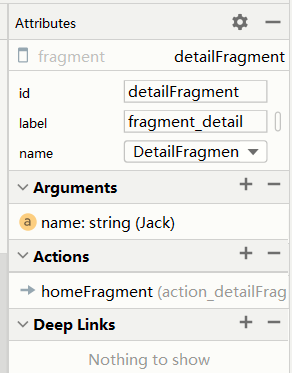 Attributes
fragment detailFragment
id detailFragment
label fragment_detail
name DetailFragmen
Arguments
a name: string (Jack)
Actions
homeFragment (action_detailFrag
Deep Links
Nothing to show